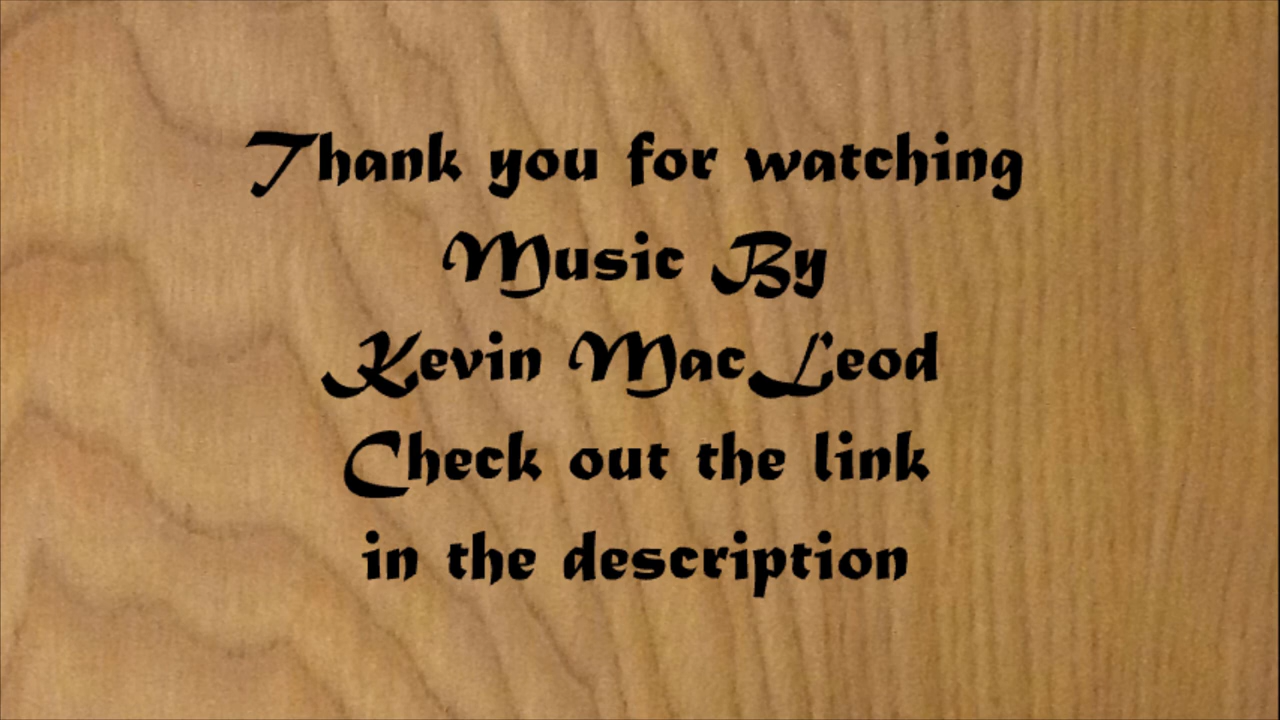 Thank you for watching
Music By
Kevin MacLeod
Check out the link
in the description